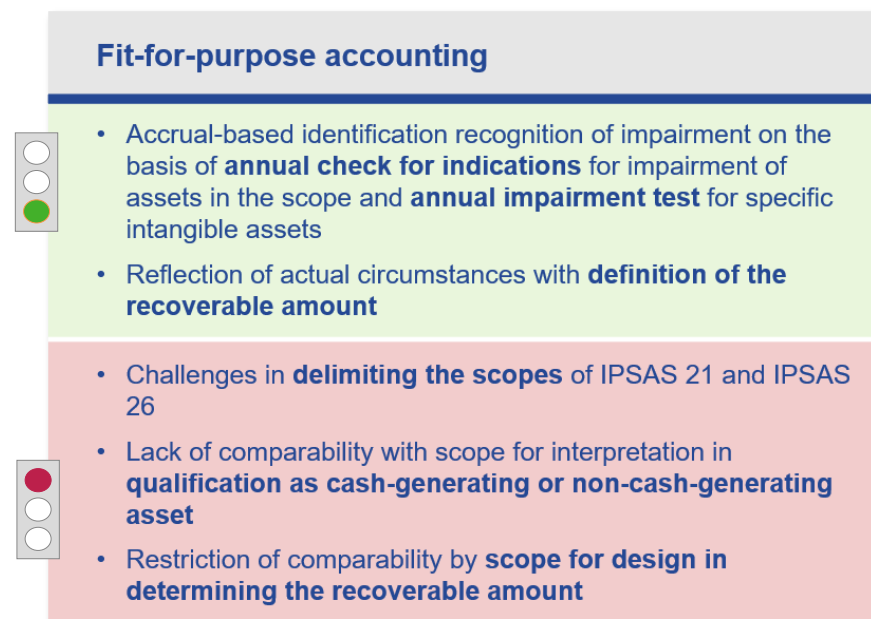 Fit-for-purpose accounting
• Accrual-based identification recognition of impairment on the
basis of annual check for indications for impairment of
assets in the scope and annual impairment test for specific
intangible assets
• Reflection of actual circumstances with definition of the
recoverable amount
• Challenges in delimiting the scopes of IPSAS 21 and IPSAS
26
• Lack of comparability with scope for interpretation in
qualification as cash-generating or non-cash-generating
asset
• Restriction of comparability by scope for design in
determining the recoverable amount